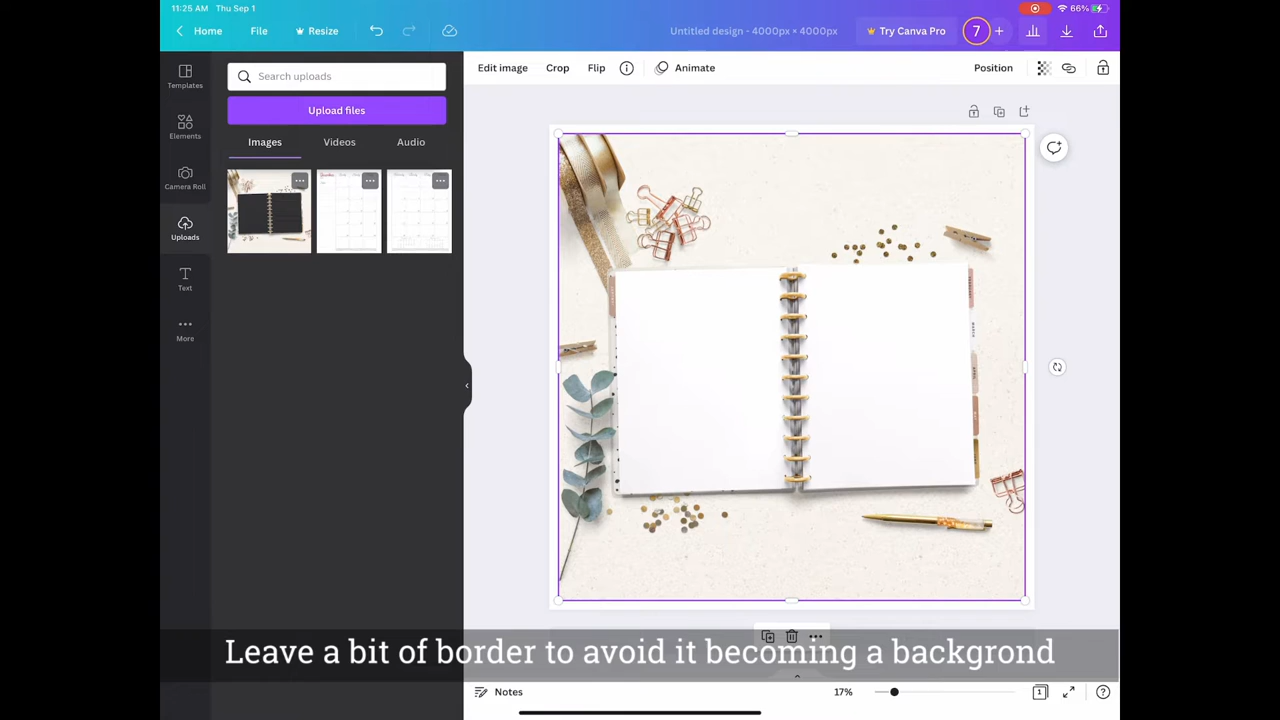 11:25 AM Thu Sep 1
66%
Home
File
Resize
Untitled design - 4000px × 4000px
Try Canva Pro
7
Edit image
Crop
Flip
Animate
Position
Templates
Elements
Camera Roll
Uploads
Text
More
Search uploads
Upload files
Images
Videos
Audio
Leave a bit of border to avoid it becoming a backgrond
Notes
17%
1